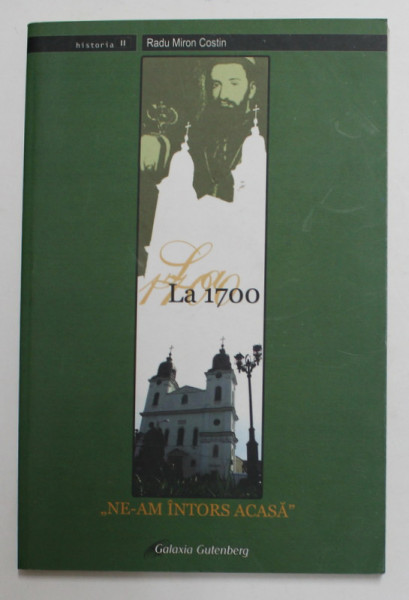 historia II
Radu Miron Costin
La 1700
„NE-AM ÎNTORS ACASĂ”
Galaxia Gutenberg